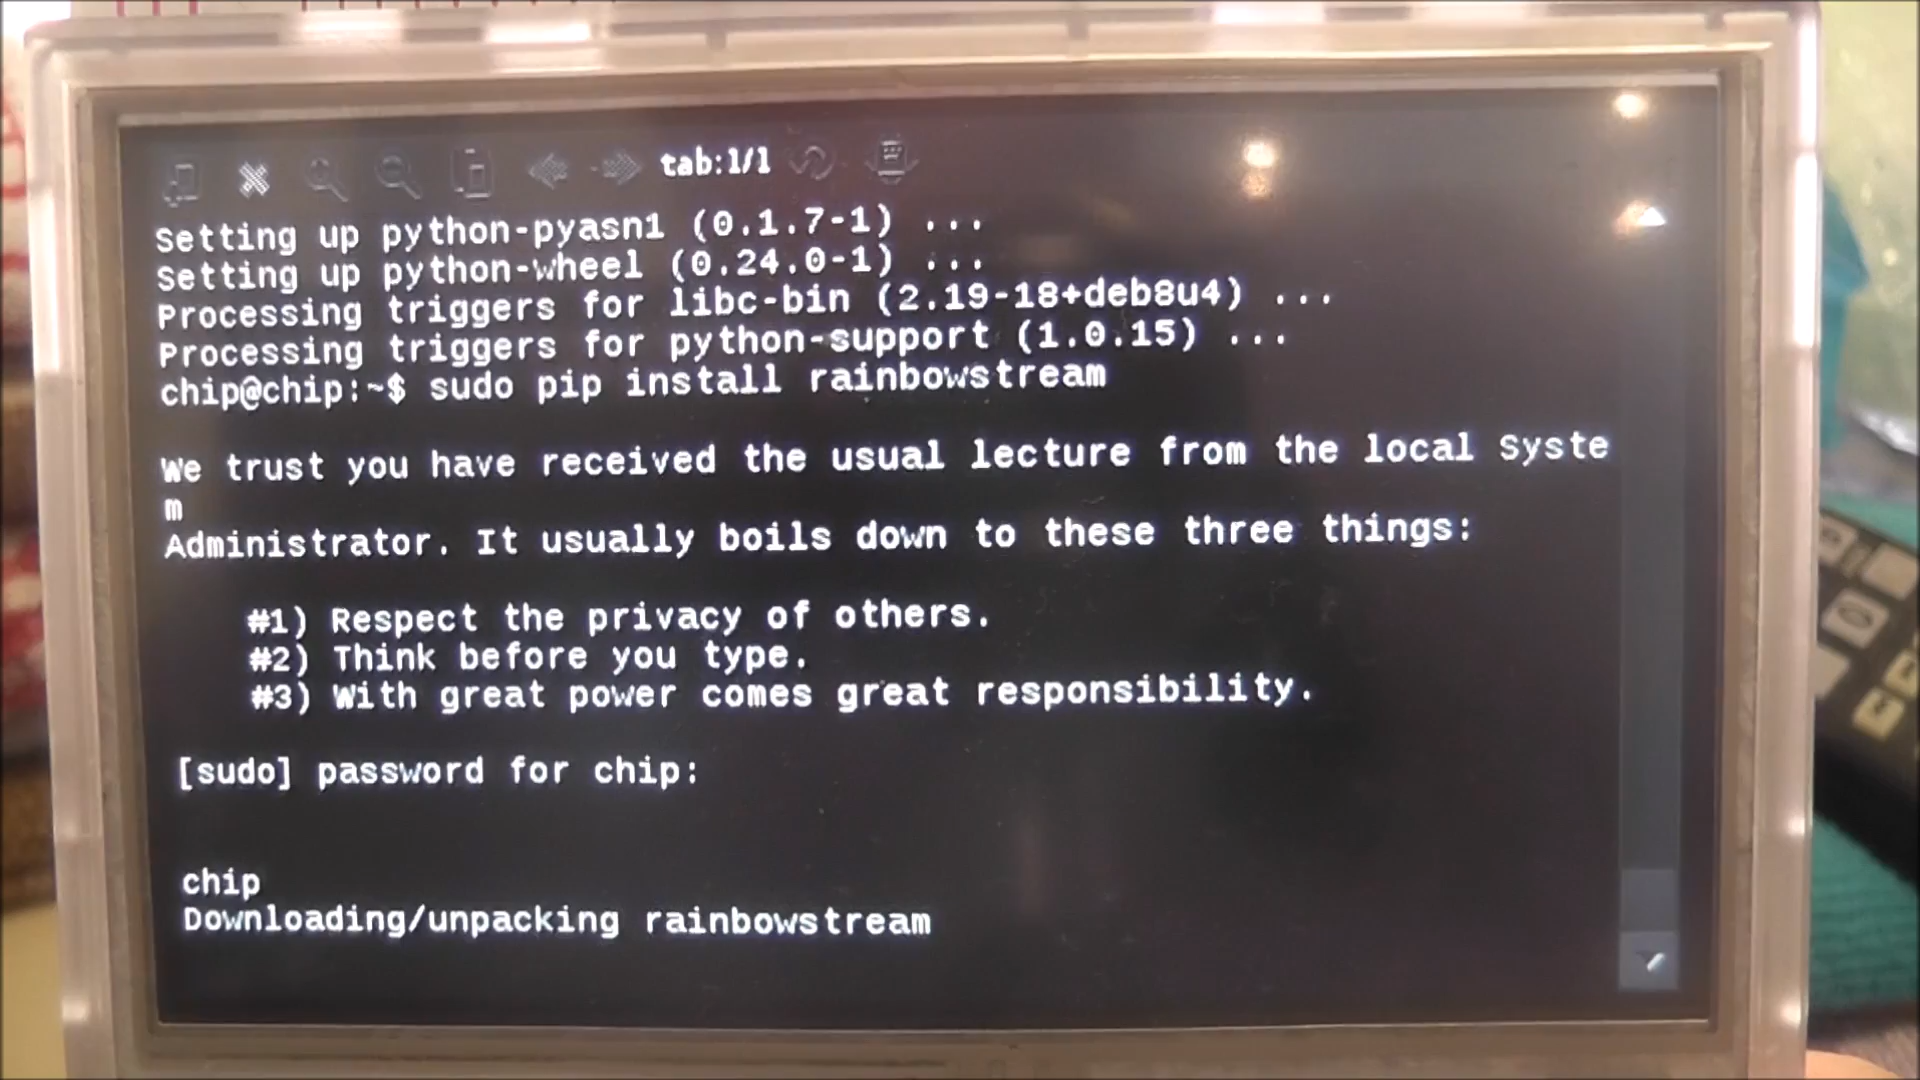 tab:1/1
Setting up python-pyasn1 (0.1.7-1) ...
Setting up python-wheel (0.24.0-1) ...
Processing triggers for libc-bin (2.19-18+deb8u4) ...
Processing triggers for python-support (1.0.15) ...
chip@chip:~$ sudo pip install rainbowstream
We trust you have received the usual lecture from the local Syste
m
Administrator. It usually boils down to these three things:
#1) Respect the privacy of others.
#2) Think before you type.
#3) With great power comes great responsibility.
[sudo] password for chip:
chip
Downloading/unpacking rainbowstream